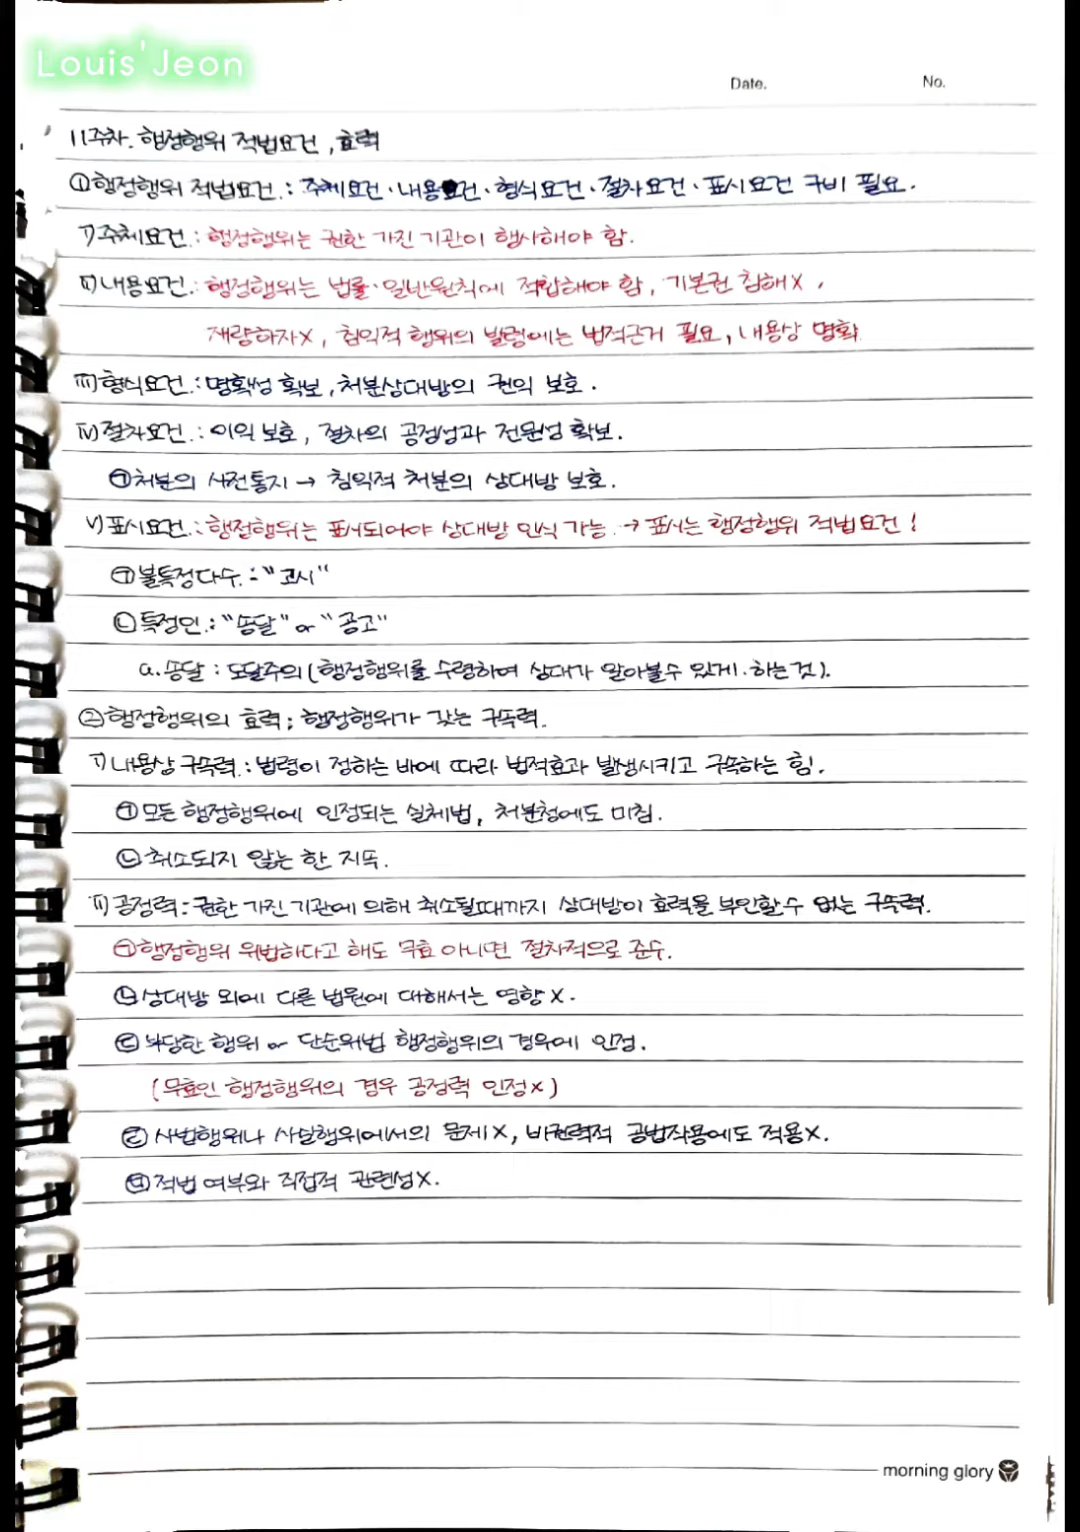 Louis'Jeon
Date. No.
11주차. 행정행위 적법요건, 효력
①행정행위 적법요건.: 주체요건·내용요건·형식요건·절차요건·표시요건 구비 필요.
ⅰ)주체요건.: 행정행위는 권한 가진 기관이 행사해야 함.
ⅱ)내용요건.: 행정행위는 법률·일반원칙에 적합해야 함, 기본권 침해X,
재량하자X, 침익적 행위의 발령에는 법적근거 필요, 내용상 명확
ⅲ)형식요건.: 명확성 확보, 처분상대방의 권익 보호.
ⅳ)절차요건.: 이익 보호, 절차의 공정성과 전문성 확보.
㉠처분의 사전통지 → 침익적 처분의 상대방 보호.
ⅴ)표시요건.: 행정행위는 표시되어야 상대방 인식 가능. → 표시는 행정행위 적법요건!
㉠불특정다수.: "고시"
㉡특정인.: "송달" or "공고"
a. 송달 : 도달주의(행정행위를 수령하여 상대가 알아볼수 있게.하는것).
②행정행위의 효력; 행정행위가 갖는 구속력.
ⅰ)내용상 구속력.: 법령이 정하는 바에 따라 법적효과 발생시키고 구속하는 힘.
㉠모든 행정행위에 인정되는 실체법, 처분청에도 미침.
㉡취소되지 않는 한 지속.
ⅱ)공정력: 권한 가진 기관에 의해 취소될때까지 상대방이 효력을 부인할수 없는 구속력.
㉠행정행위 위법하다고 해도 무효 아니면 절차적으로 준수.
㉡상대방 외에 다른 법원에 대해서는 영향 X.
㉢부당한 행위 or 단순위법 행정행위의 경우에 인정.
(무효인 행정행위의 경우 공정력 인정X)
㉣사법행위나 사실행위에서의 문제X, 비권력적 공법작용에도 적용X.
㉤적법 여부와 직접적 관련성X.
morning glory